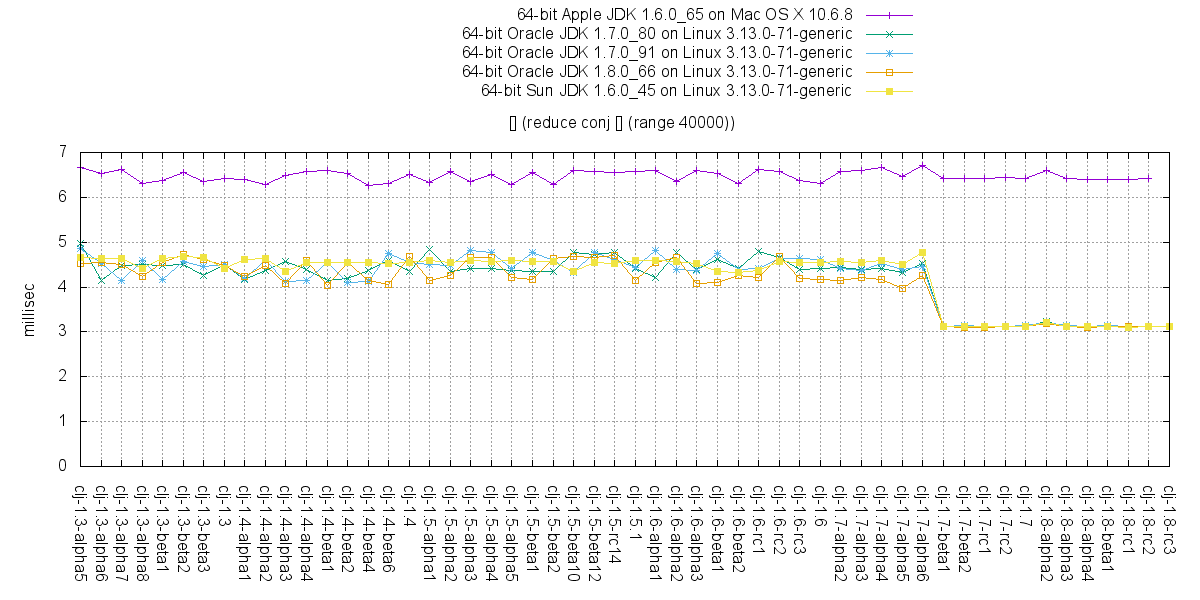 64-bit Apple JDK 1.6.0_65 on Mac OS X 10.6.8
64-bit Oracle JDK 1.7.0_80 on Linux 3.13.0-71-generic
64-bit Oracle JDK 1.7.0_91 on Linux 3.13.0-71-generic
64-bit Oracle JDK 1.8.0_66 on Linux 3.13.0-71-generic
64-bit Sun JDK 1.6.0_45 on Linux 3.13.0-71-generic
[] (reduce conj [] (range 40000))
7
6
5
4
3
2
1
0
millisec
clj-1.3-alpha5
clj-1.3-alpha6
clj-1.3-alpha7
clj-1.3-alpha8
clj-1.3-beta1
clj-1.3-beta2
clj-1.3-beta3
clj-1.3
clj-1.4-alpha1
clj-1.4-alpha2
clj-1.4-alpha3
clj-1.4-alpha4
clj-1.4-beta1
clj-1.4-beta2
clj-1.4-beta4
clj-1.4-beta6
clj-1.4
clj-1.5-alpha1
clj-1.5-alpha2
clj-1.5-alpha3
clj-1.5-alpha4
clj-1.5-alpha5
clj-1.5-beta1
clj-1.5-beta2
clj-1.5-beta10
clj-1.5-beta12
clj-1.5-rc14
clj-1.5.1
clj-1.6-alpha1
clj-1.6-alpha2
clj-1.6-alpha3
clj-1.6-beta1
clj-1.6-beta2
clj-1.6-rc1
clj-1.6-rc2
clj-1.6-rc3
clj-1.6
clj-1.7-alpha2
clj-1.7-alpha3
clj-1.7-alpha4
clj-1.7-alpha5
clj-1.7-alpha6
clj-1.7-beta1
clj-1.7-beta2
clj-1.7-rc1
clj-1.7-rc2
clj-1.7
clj-1.8-alpha2
clj-1.8-alpha3
clj-1.8-alpha4
clj-1.8-beta1
clj-1.8-rc1
clj-1.8-rc2
clj-1.8-rc3